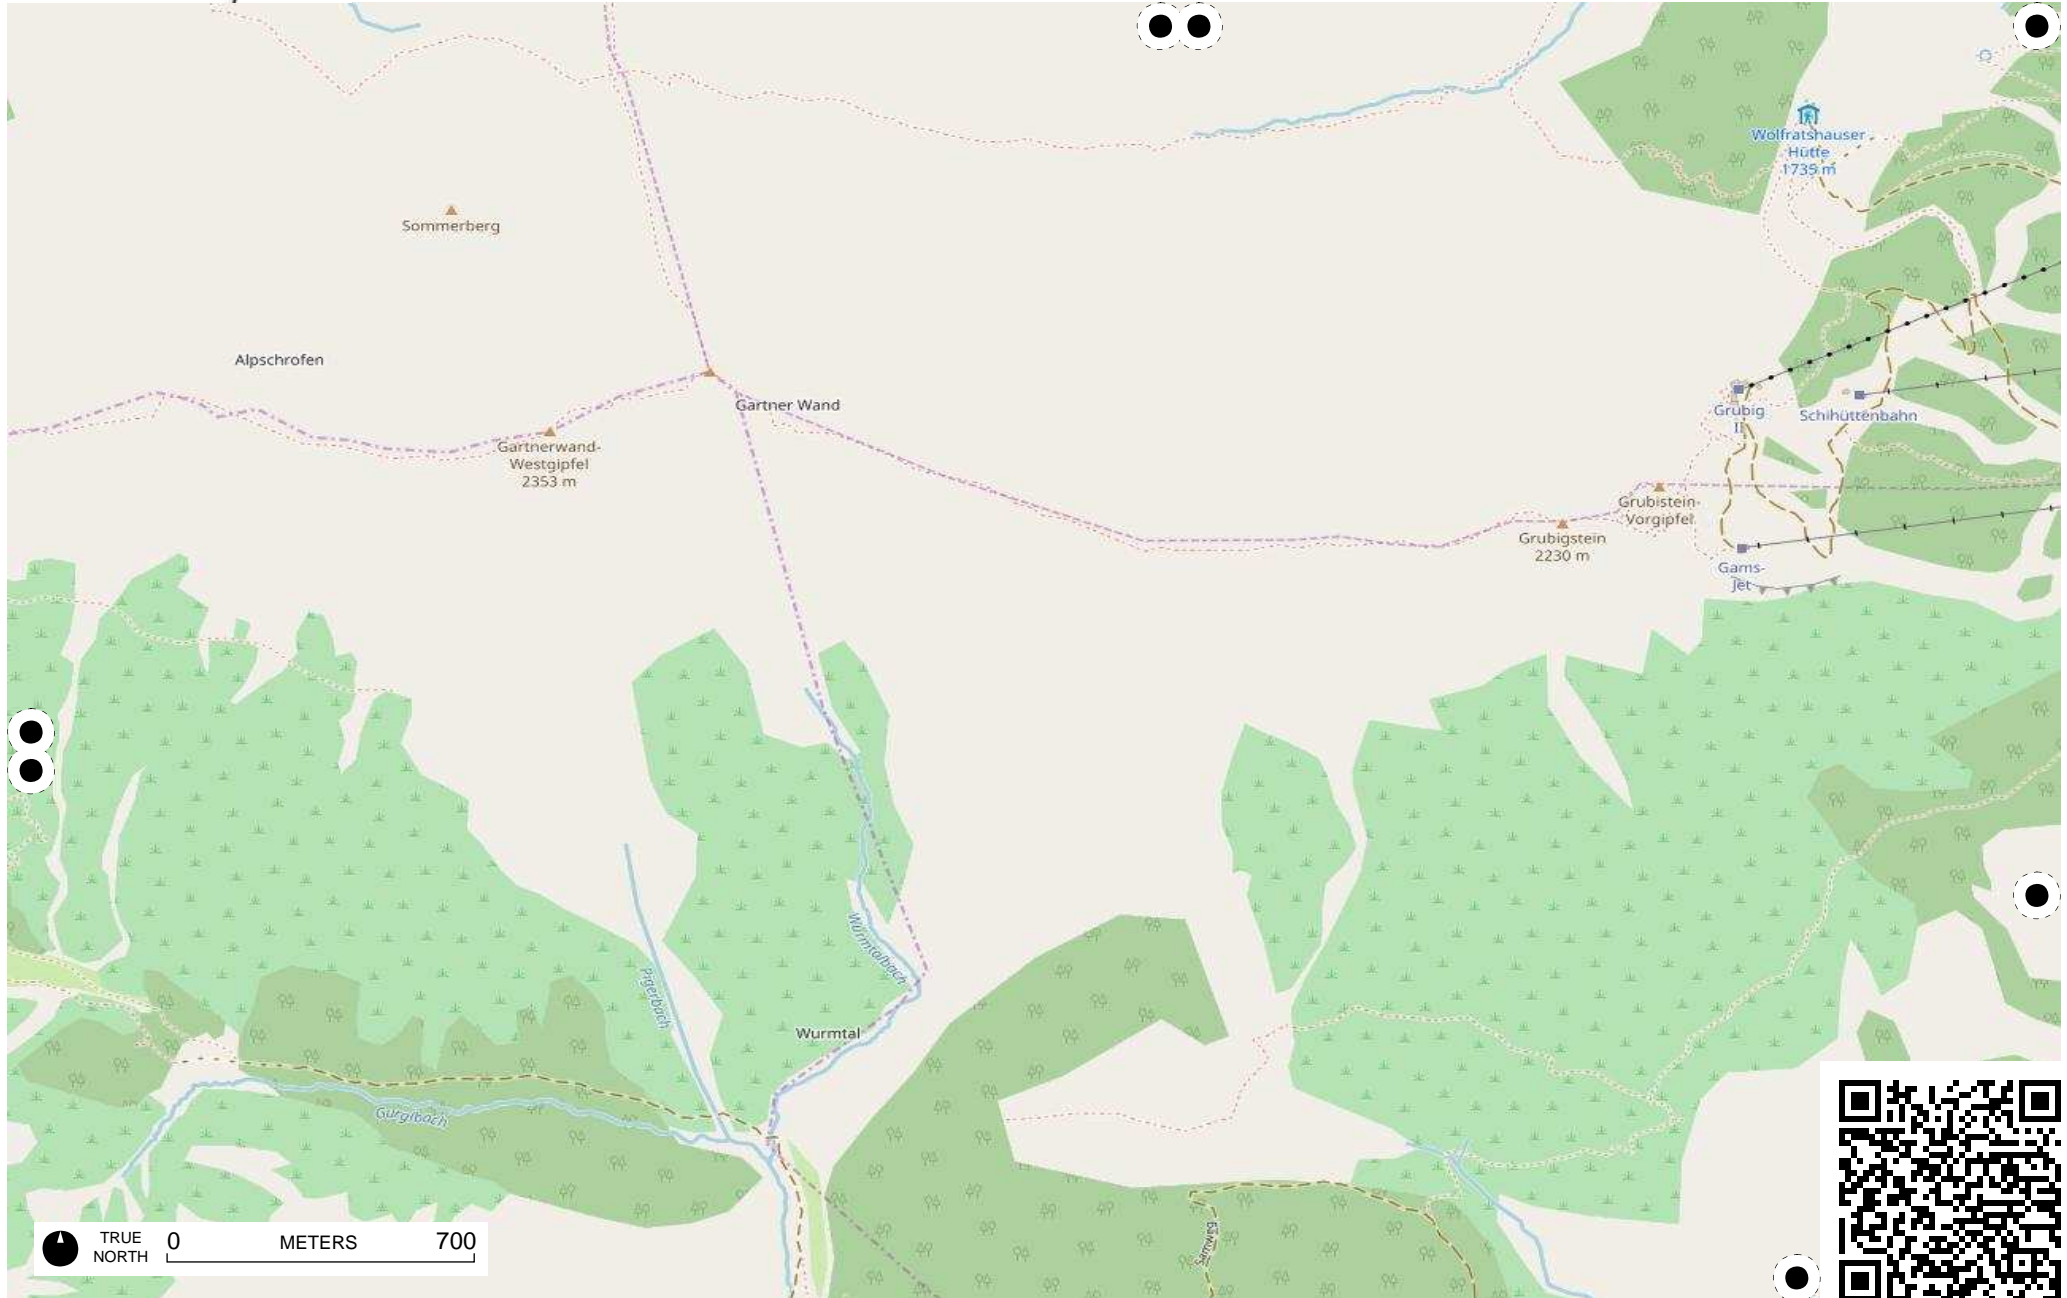 Wolfratshauser
Hütte
1735 m
Sommerberg
Alpschrofen
Gartner Wand
Grubig
II
Schihüttenbahn
Gartnerwand-
Westgipfel
2353 m
Grubistein-
Vorgipfel
Grubigstein
2230 m
Gams-
Jet
Wurmtalbach
Pigerbach
Wurmtal
Gurglbach
TRUE
NORTH
0 METERS 700